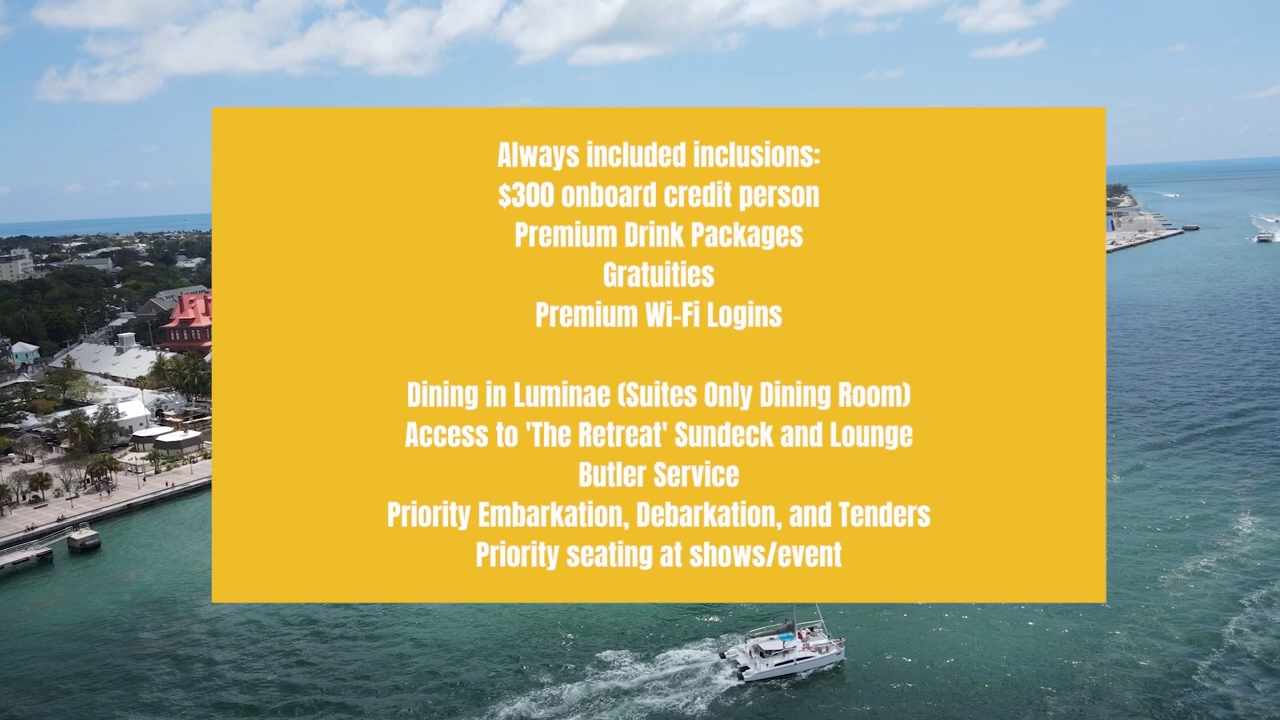 Always included inclusions:
$300 onboard credit person
Premium Drink Packages
Gratuities
Premium Wi-Fi Logins
Dining in Luminae (Suites Only Dining Room)
Access to 'The Retreat' Sundeck and Lounge
Butler Service
Priority Embarkation, Debarkation, and Tenders
Priority seating at shows/event